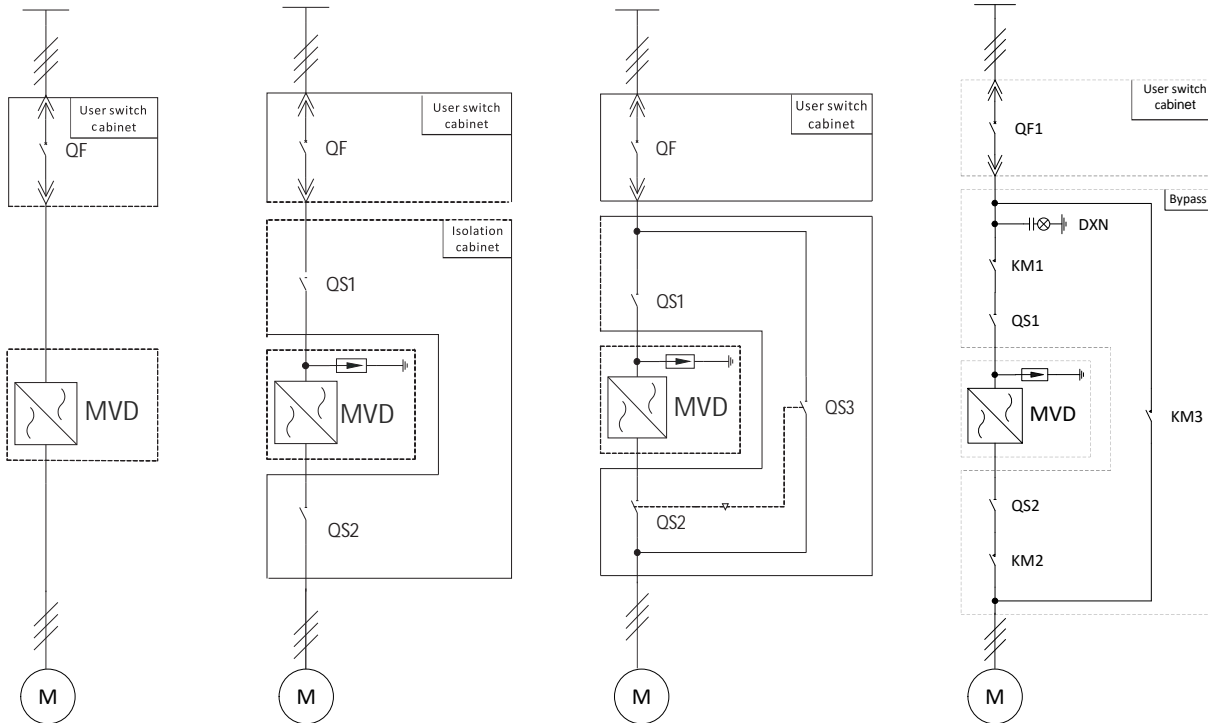 User switch
cabinet
QF
MVD
M
User switch
cabinet
QF
Isolation
cabinet
QS1
MVD
QS2
M
User switch
cabinet
QF
QS1
MVD
QS3
QS2
M
User switch
cabinet
QF1
Bypass
DXN
KM1
QS1
MVD
KM3
QS2
KM2
M